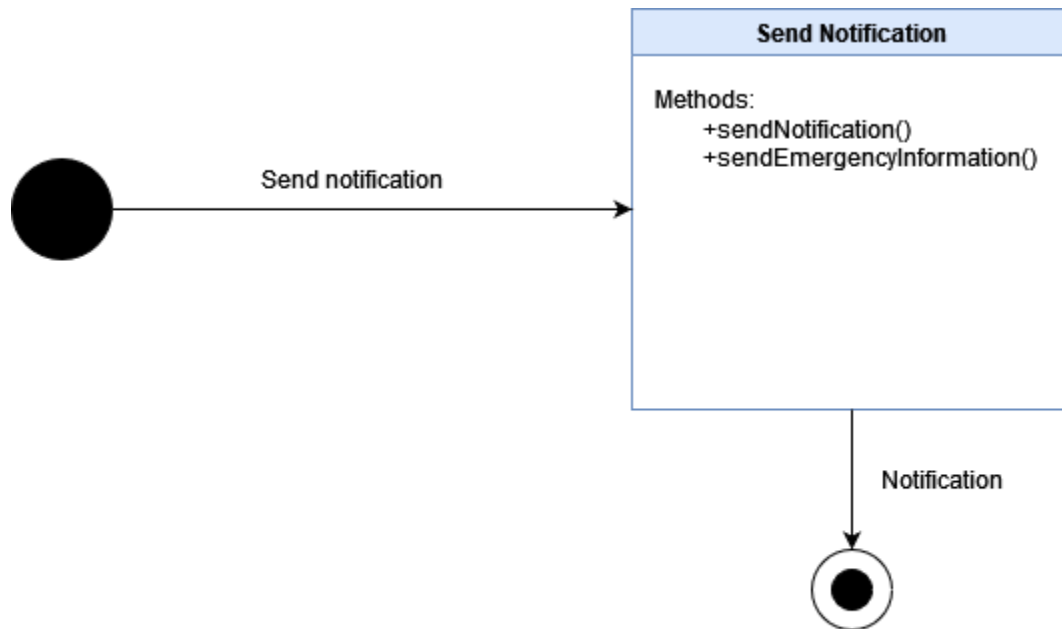 Send Notification
Methods:
+sendNotification()
+sendEmergencyInformation()
Send notification
Notification